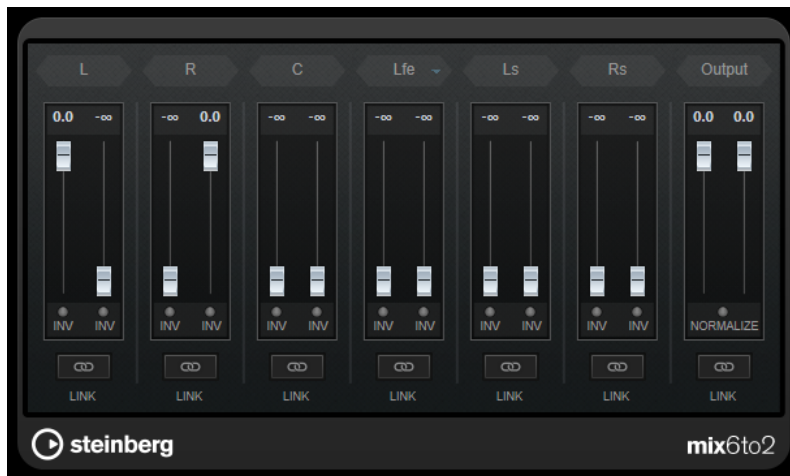 L R C Lfe Ls Rs Output
0.0 -∞ -∞ 0.0 -∞ -∞ -∞ -∞ -∞ -∞ -∞ -∞ 0.0 0.0
INV INV INV INV INV INV INV INV INV INV INV INV NORMALIZE
LINK LINK LINK LINK LINK LINK LINK
steinberg mix6to2